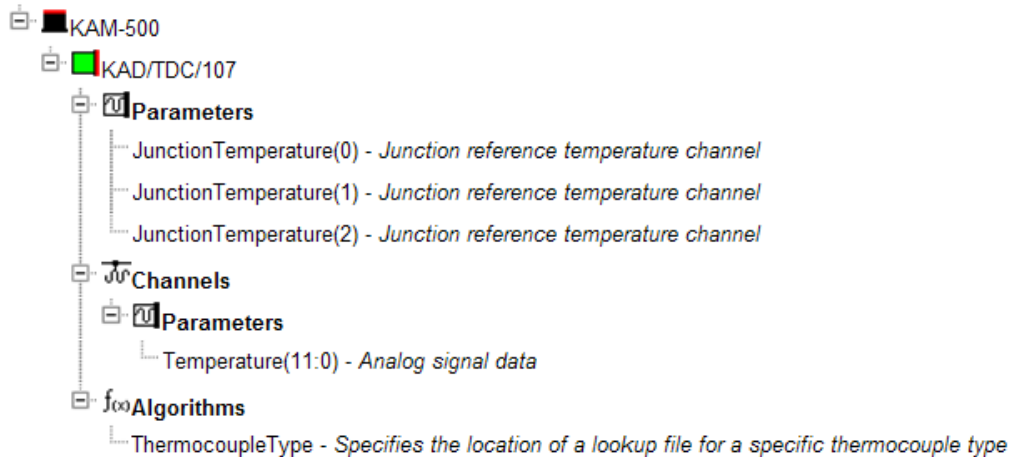 KAM-500
KAD/TDC/107
Parameters
JunctionTemperature(0) - Junction reference temperature channel
JunctionTemperature(1) - Junction reference temperature channel
JunctionTemperature(2) - Junction reference temperature channel
Channels
Parameters
Temperature(11:0) - Analog signal data
f(x) Algorithms
ThermocoupleType - Specifies the location of a lookup file for a specific thermocouple type